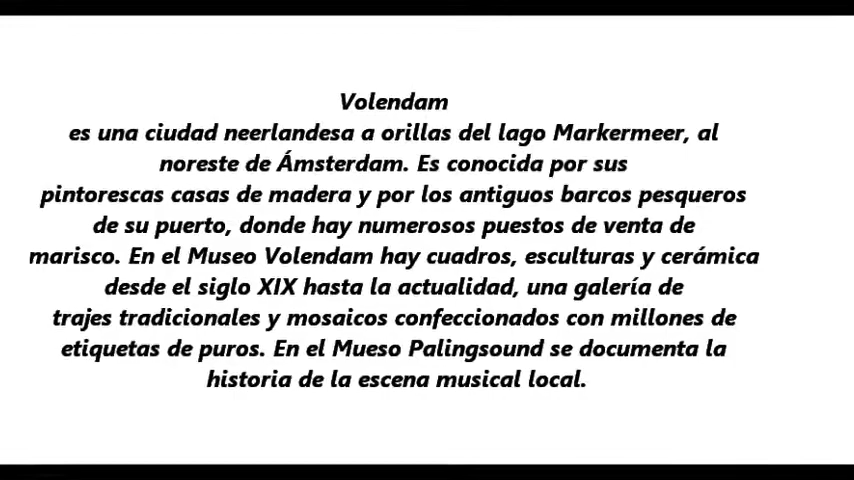 Volendam
es una ciudad neerlandesa a orillas del lago Markermeer, al
noreste de Ámsterdam. Es conocida por sus
pintorescas casas de madera y por los antiguos barcos pesqueros
de su puerto, donde hay numerosos puestos de venta de
marisco. En el Museo Volendam hay cuadros, esculturas y cerámica
desde el siglo XIX hasta la actualidad, una galería de
trajes tradicionales y mosaicos confeccionados con millones de
etiquetas de puros. En el Mueso Palingsound se documenta la
historia de la escena musical local.